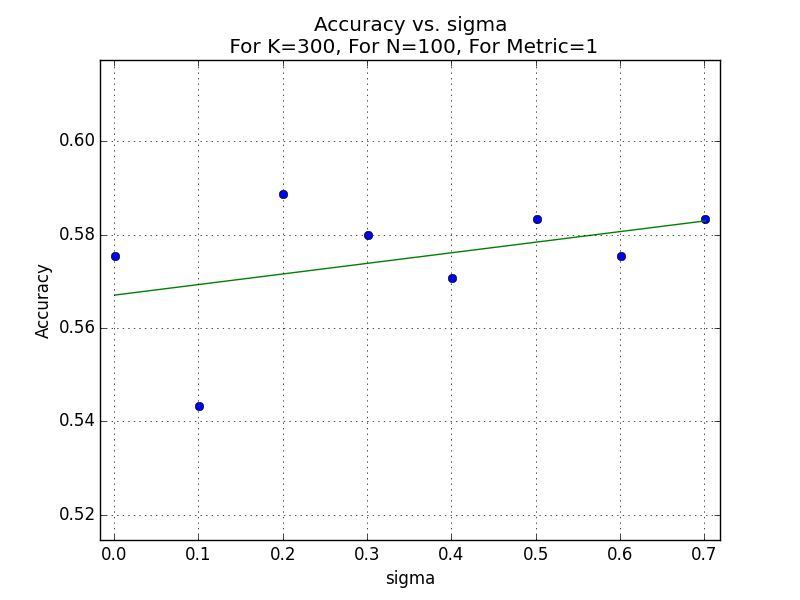 Accuracy vs. sigma
For K=300, For N=100, For Metric=1
0.60
0.58
0.56
0.54
0.52
Accuracy
0.0 0.1 0.2 0.3 0.4 0.5 0.6 0.7
sigma